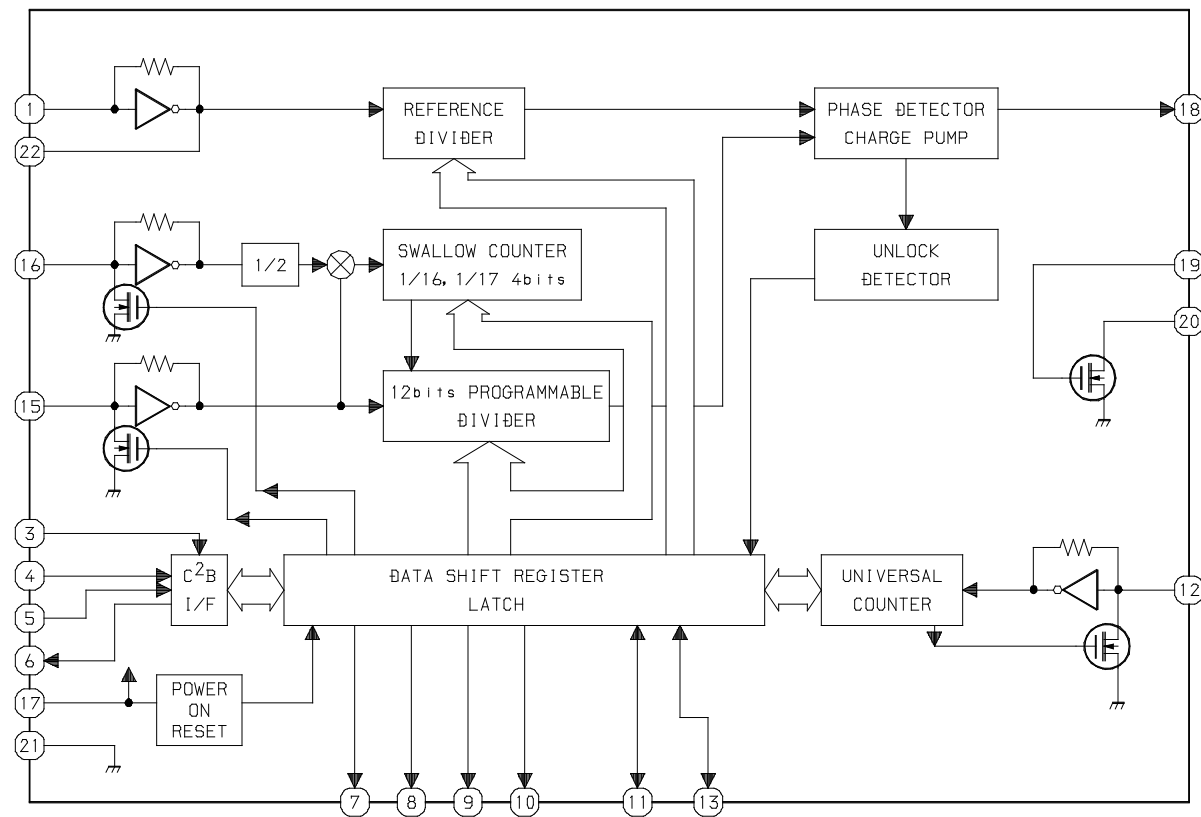 1
REFERENCE
DIVIDER
PHASE DETECTOR
CHARGE PUMP
18
22
16
1/2
SWALLOW COUNTER
1/16, 1/17 4bits
UNLOCK
DETECTOR
19
20
15
12bits PROGRAMMABLE
DIVIDER
3
4
5
6
C²B
I/F
DATA SHIFT REGISTER
LATCH
UNIVERSAL
COUNTER
12
17
POWER
ON
RESET
21
7
8
9
10
11
13